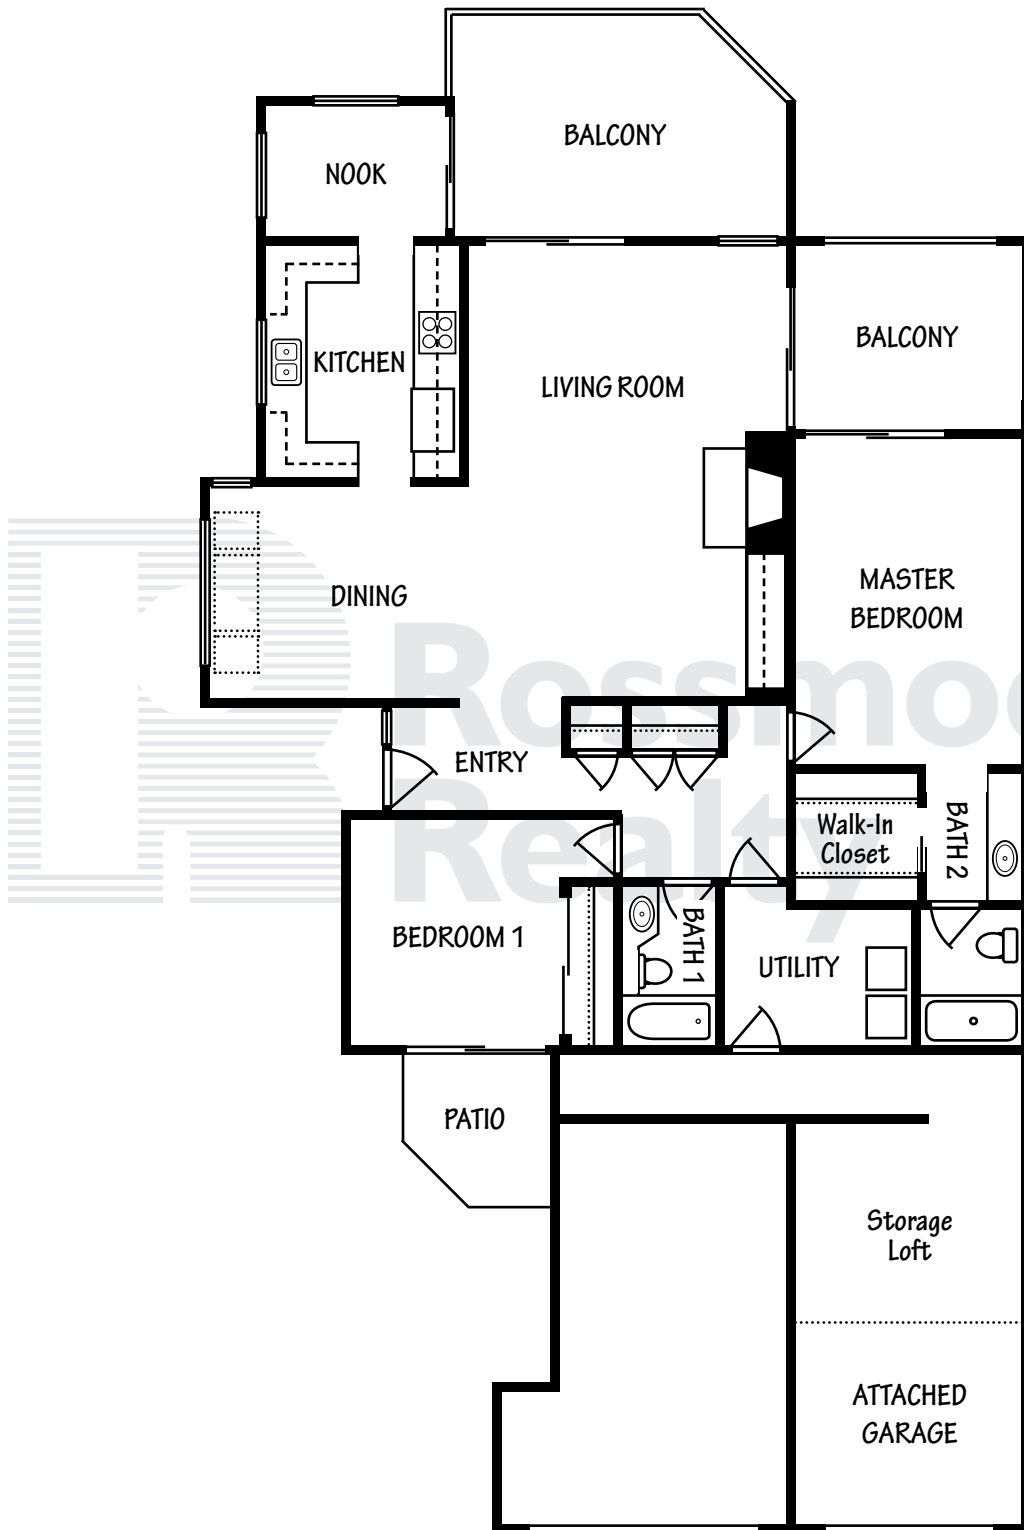 BALCONY
NOOK
BALCONY
KITCHEN
LIVING ROOM
MASTER
BEDROOM
DINING
ENTRY
Walk-In
Closet
BATH 2
BEDROOM 1
BATH 1
UTILITY
PATIO
Storage
Loft
ATTACHED
GARAGE
Rossmoo
Realty